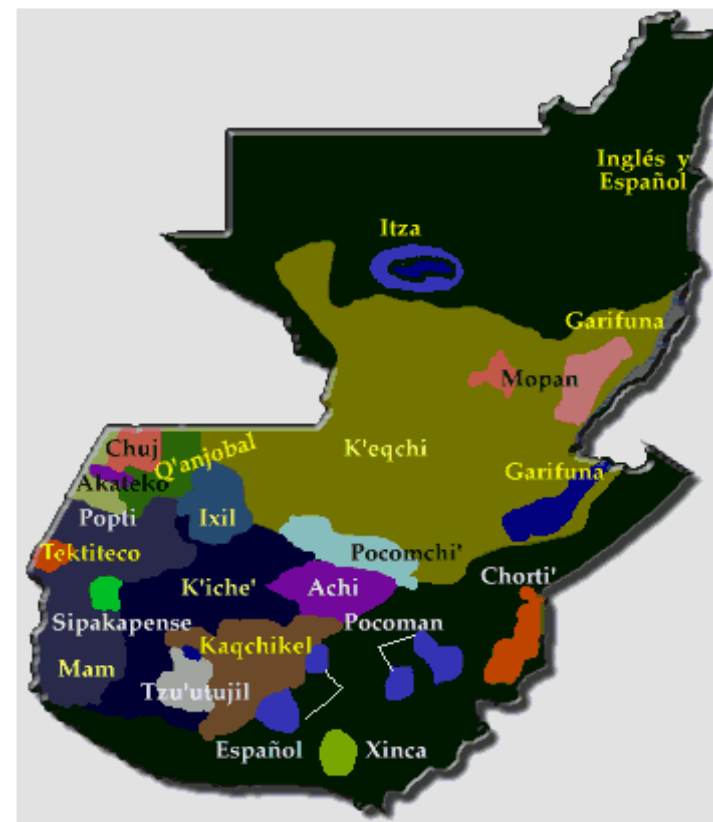 Inglés y
Español
Itza
Garifuna
Mopan
Chuj
Q'anjobal
K'eqchi
Garifuna
Akateko
Popti
Ixil
Tektiteco
Pocomchi'
Chorti'
K'iche'
Achi
Sipakapense
Pocoman
Kaqchikel
Mam
Tzu'utujil
Español
Xinca